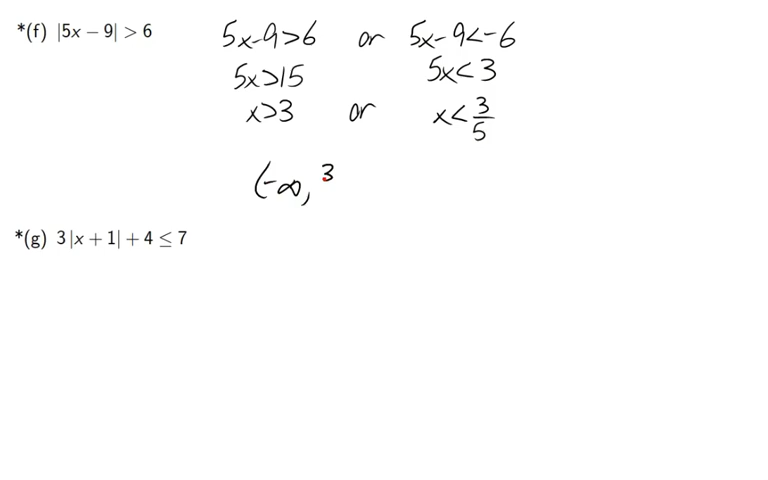 *(f) |5x − 9| > 6 5x-9>6 or 5x-9<-6
5x>15 5x<3
x>3 or x<3/5
(-∞, 3
*(g) 3|x + 1| + 4 ≤ 7